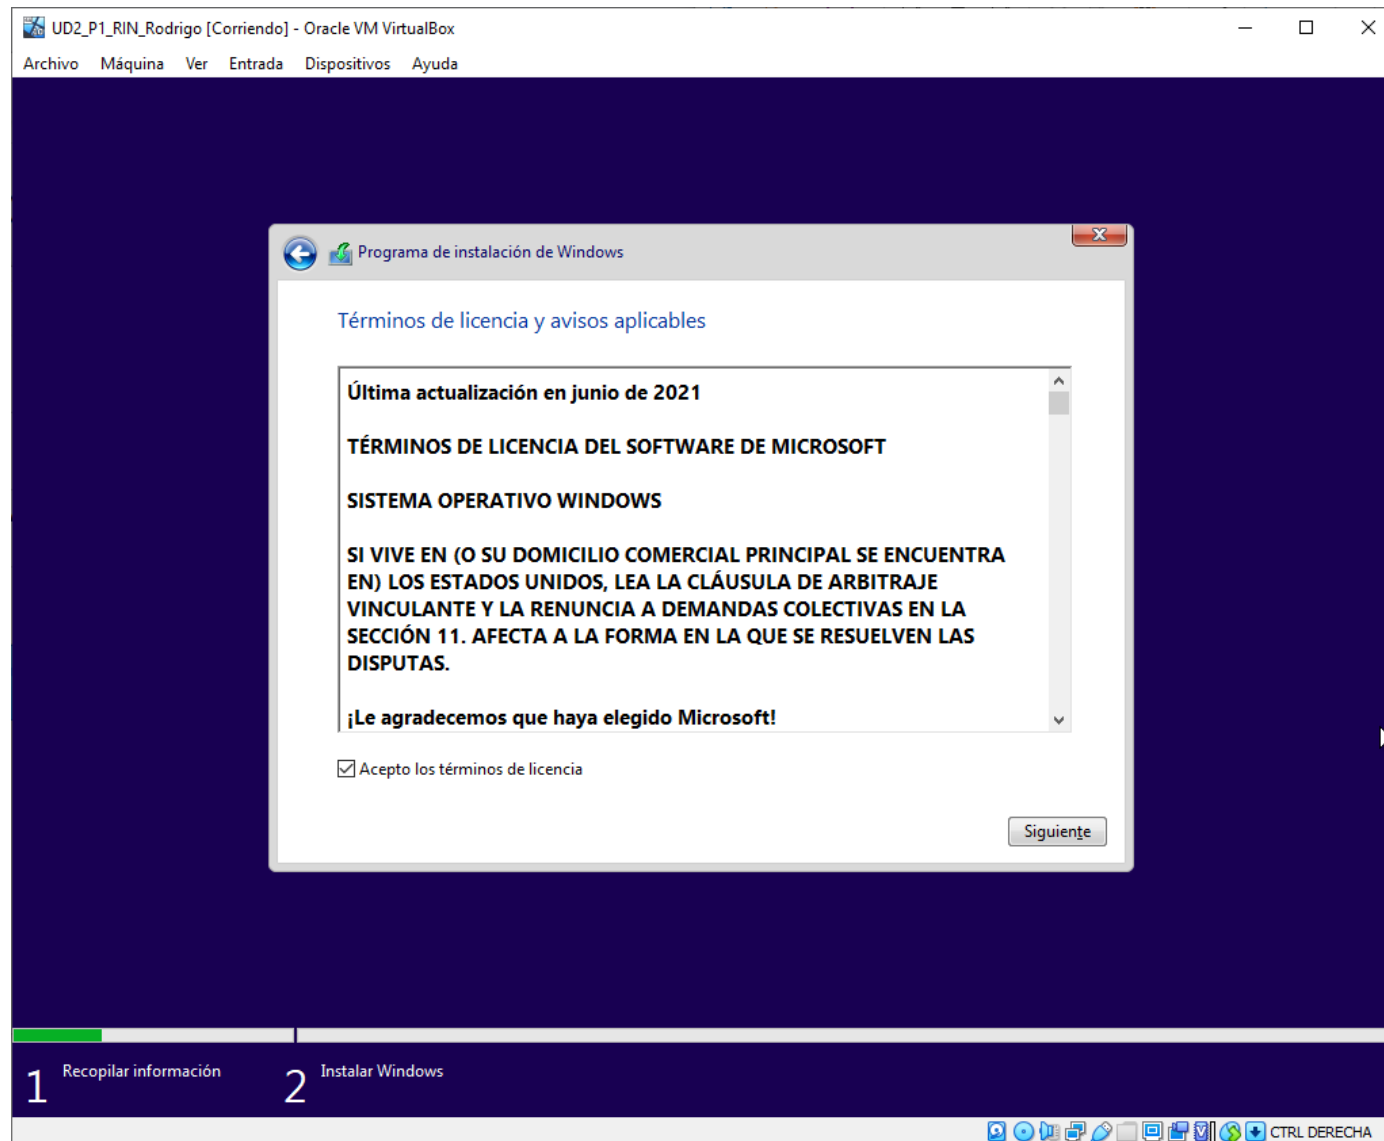 UD2_P1_RIN_Rodrigo [Corriendo] - Oracle VM VirtualBox
Archivo Máquina Ver Entrada Dispositivos Ayuda
Programa de instalación de Windows
Términos de licencia y avisos aplicables
Última actualización en junio de 2021
TÉRMINOS DE LICENCIA DEL SOFTWARE DE MICROSOFT
SISTEMA OPERATIVO WINDOWS
SI VIVE EN (O SU DOMICILIO COMERCIAL PRINCIPAL SE ENCUENTRA
EN) LOS ESTADOS UNIDOS, LEA LA CLÁUSULA DE ARBITRAJE
VINCULANTE Y LA RENUNCIA A DEMANDAS COLECTIVAS EN LA
SECCIÓN 11. AFECTA A LA FORMA EN LA QUE SE RESUELVEN LAS
DISPUTAS.
¡Le agradecemos que haya elegido Microsoft!
Acepto los términos de licencia
Siguiente
1 Recopilar información 2 Instalar Windows
CTRL DERECHA